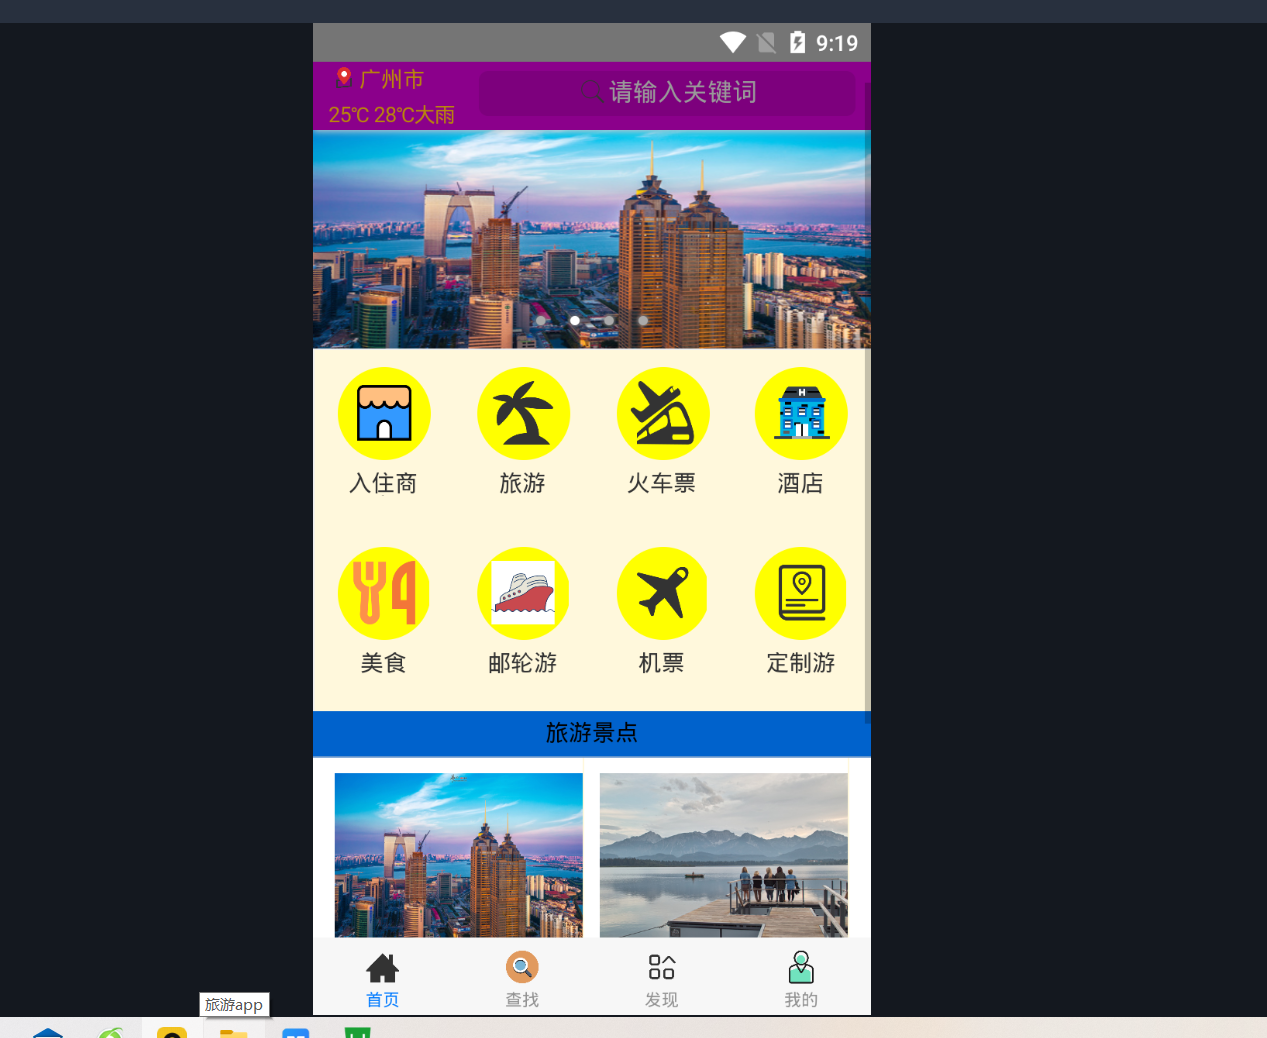 9:19
广州市
请输入关键词
25℃ 28℃大雨
入住商
旅游
火车票
酒店
H
美食
邮轮游
机票
定制游
旅游景点
首页
查找
发现
我的
旅游app